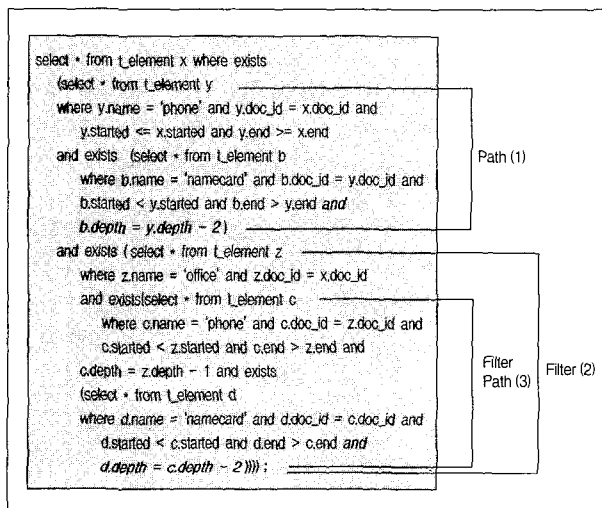 select * from t_element x where exists
(select * from t_element y
where y.name = 'phone' and y.doc_id = x.doc_id and
y.started <= x.started and y.end >= x.end
and exists (select * from t_element b
where b.name = 'namecard' and b.doc_id = y.doc_id and
b.started < y.started and b.end > y.end and
b.depth = y.depth - 2)
and exists ( select * from t_element z
where z.name = 'office' and z.doc_id = x.doc_id
and exists(select * from t_element c
where c.name = 'phone' and c.doc_id = z.doc_id and
c.started < z.started and c.end > z.end and
c.depth = z.depth - 1 and exists
(select * from t_element d
where d.name = 'namecard' and d.doc_id = c.doc_id and
d.started < c.started and d.end > c.end and
d.depth = c.depth - 2)))) ;
Path (1)
Filter
Path (3)
Filter (2)